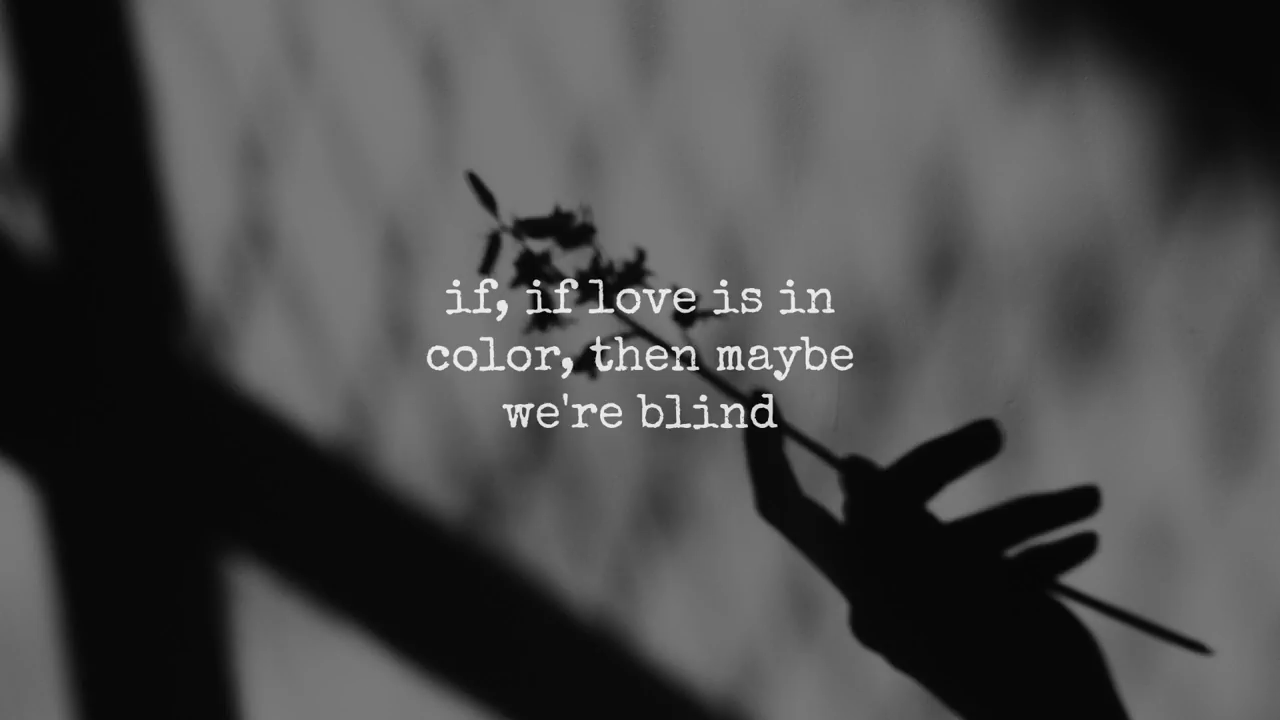 if, if love is in
color, then maybe
we're blind